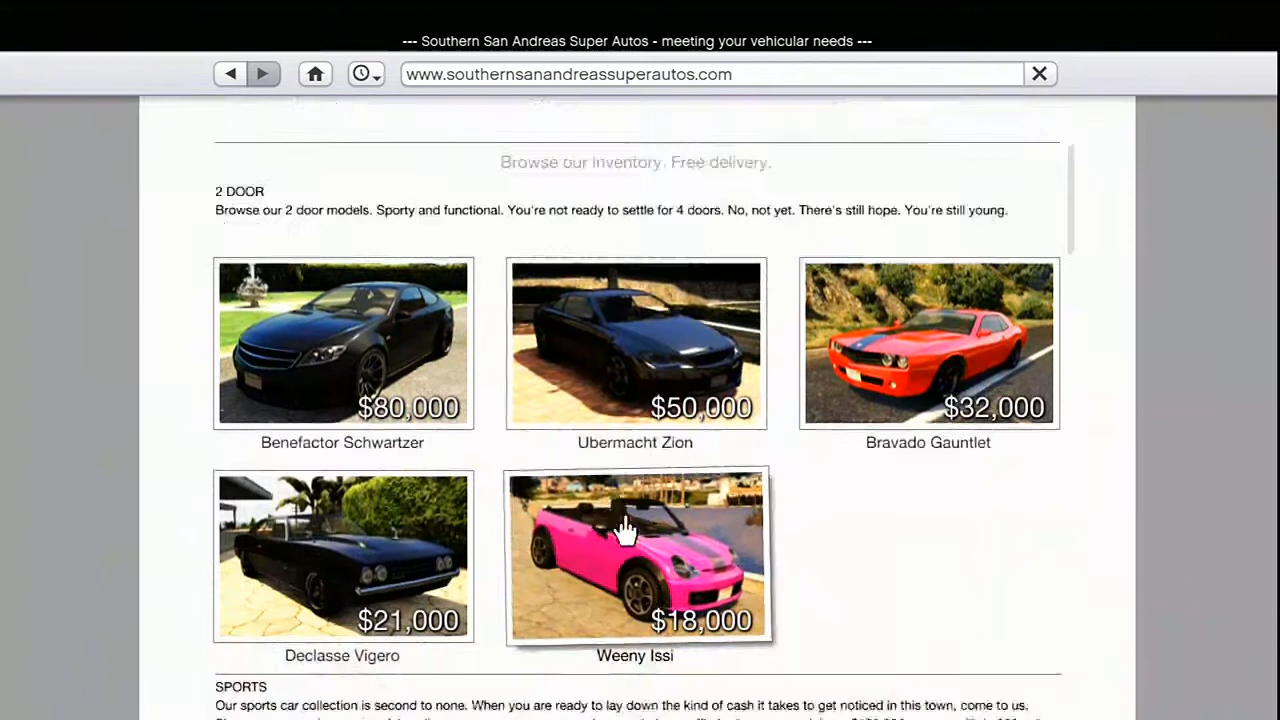 --- Southern San Andreas Super Autos - meeting your vehicular needs ---
www.southernsanandreassuperautos.com
Browse our inventory. Free delivery.
2 DOOR
Browse our 2 door models. Sporty and functional. You're not ready to settle for 4 doors. No, not yet. There's still hope. You're still young.
$80,000 $50,000 $32,000
Benefactor Schwartzer Ubermacht Zion Bravado Gauntlet
$21,000 $18,000
Declasse Vigero Weeny Issi
SPORTS
Our sports car collection is second to none. When you are ready to lay down the kind of cash it takes to get noticed in this town, come to us.